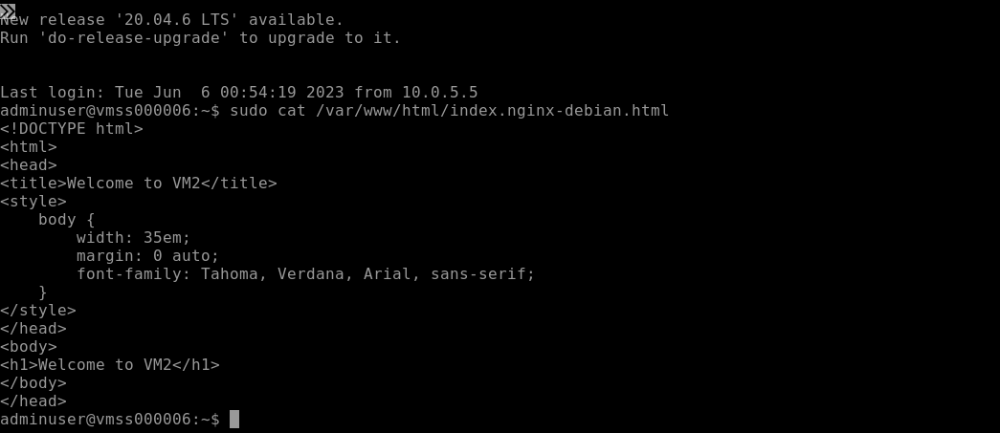 New release '20.04.6 LTS' available.
Run 'do-release-upgrade' to upgrade to it.
Last login: Tue Jun  6 00:54:19 2023 from 10.0.5.5
adminuser@vmss000006:~$ sudo cat /var/www/html/index.nginx-debian.html
<!DOCTYPE html>
<html>
<head>
<title>Welcome to VM2</title>
<style>
    body {
        width: 35em;
        margin: 0 auto;
        font-family: Tahoma, Verdana, Arial, sans-serif;
    }
</style>
</head>
<body>
<h1>Welcome to VM2</h1>
</body>
</head>
adminuser@vmss000006:~$